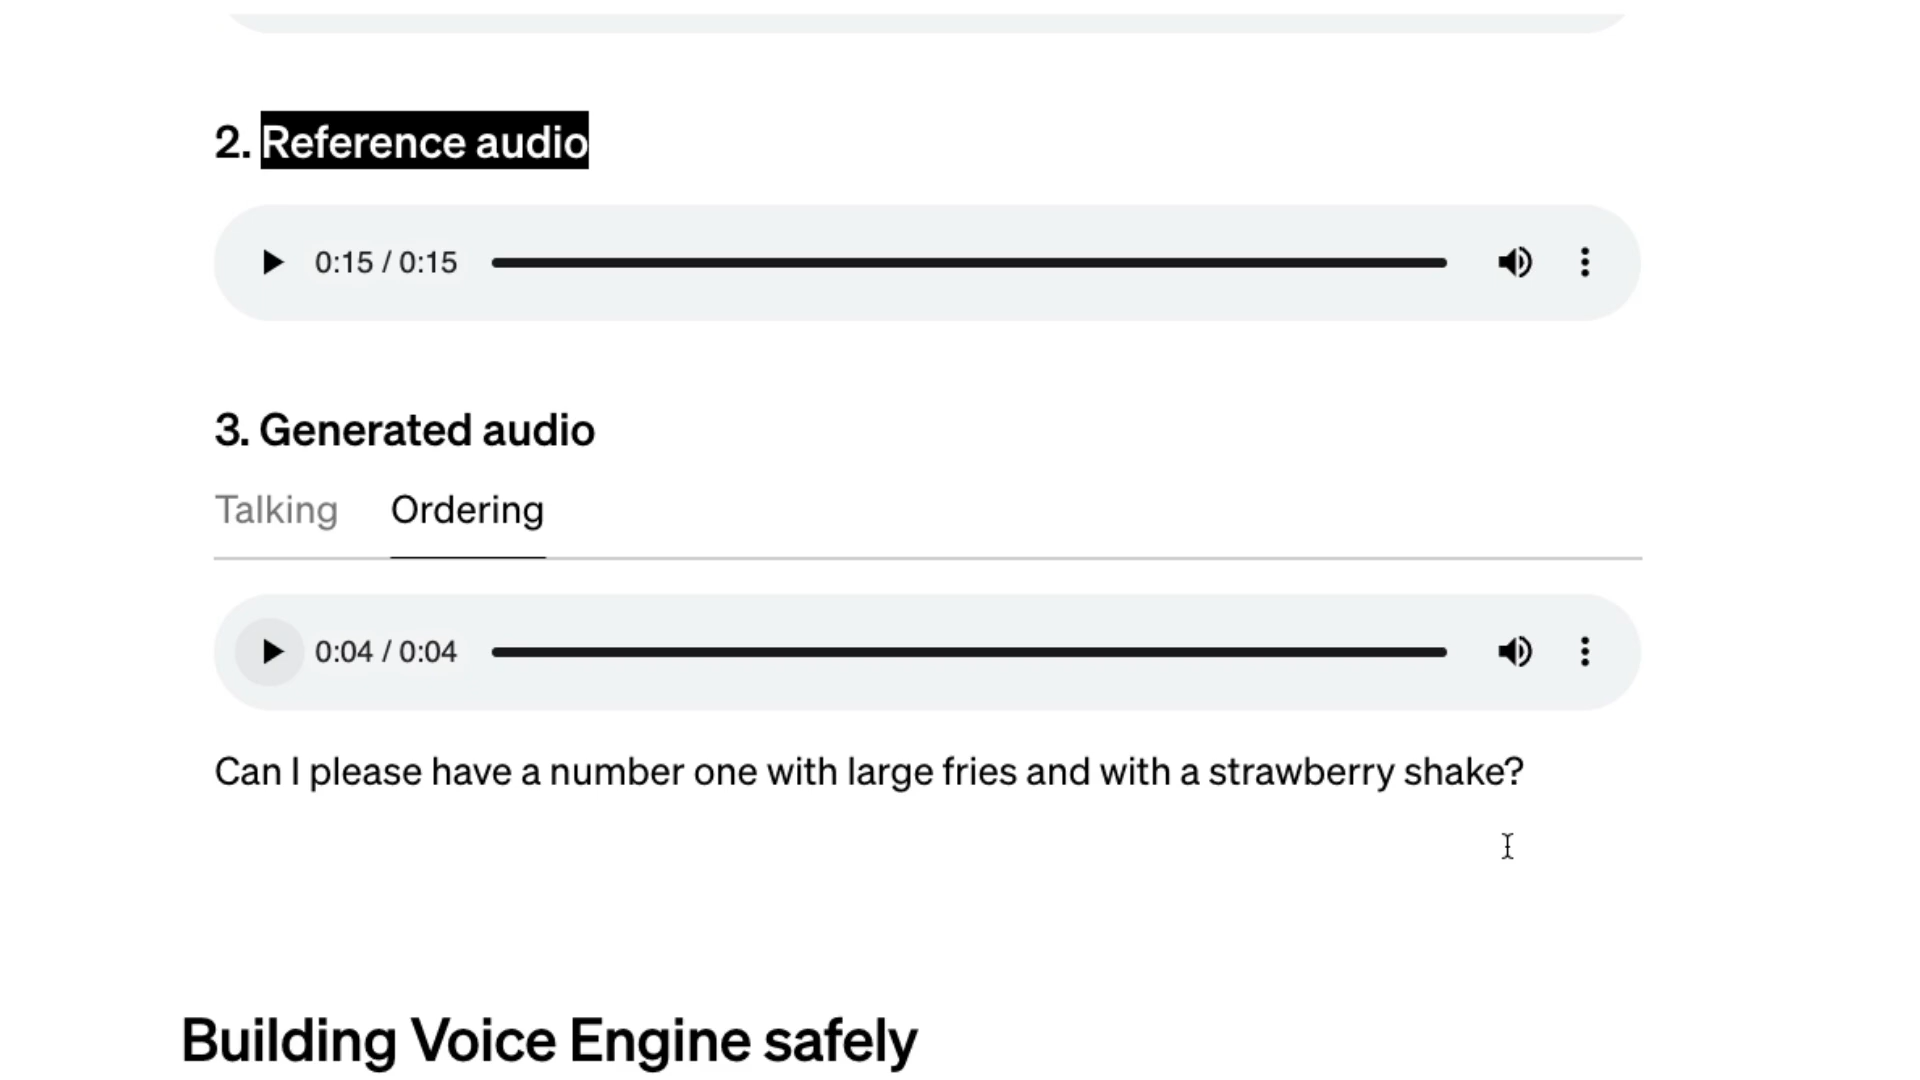 2. Reference audio
0:15 / 0:15
3. Generated audio
Talking Ordering
0:04 / 0:04
Can I please have a number one with large fries and with a strawberry shake?
Building Voice Engine safely